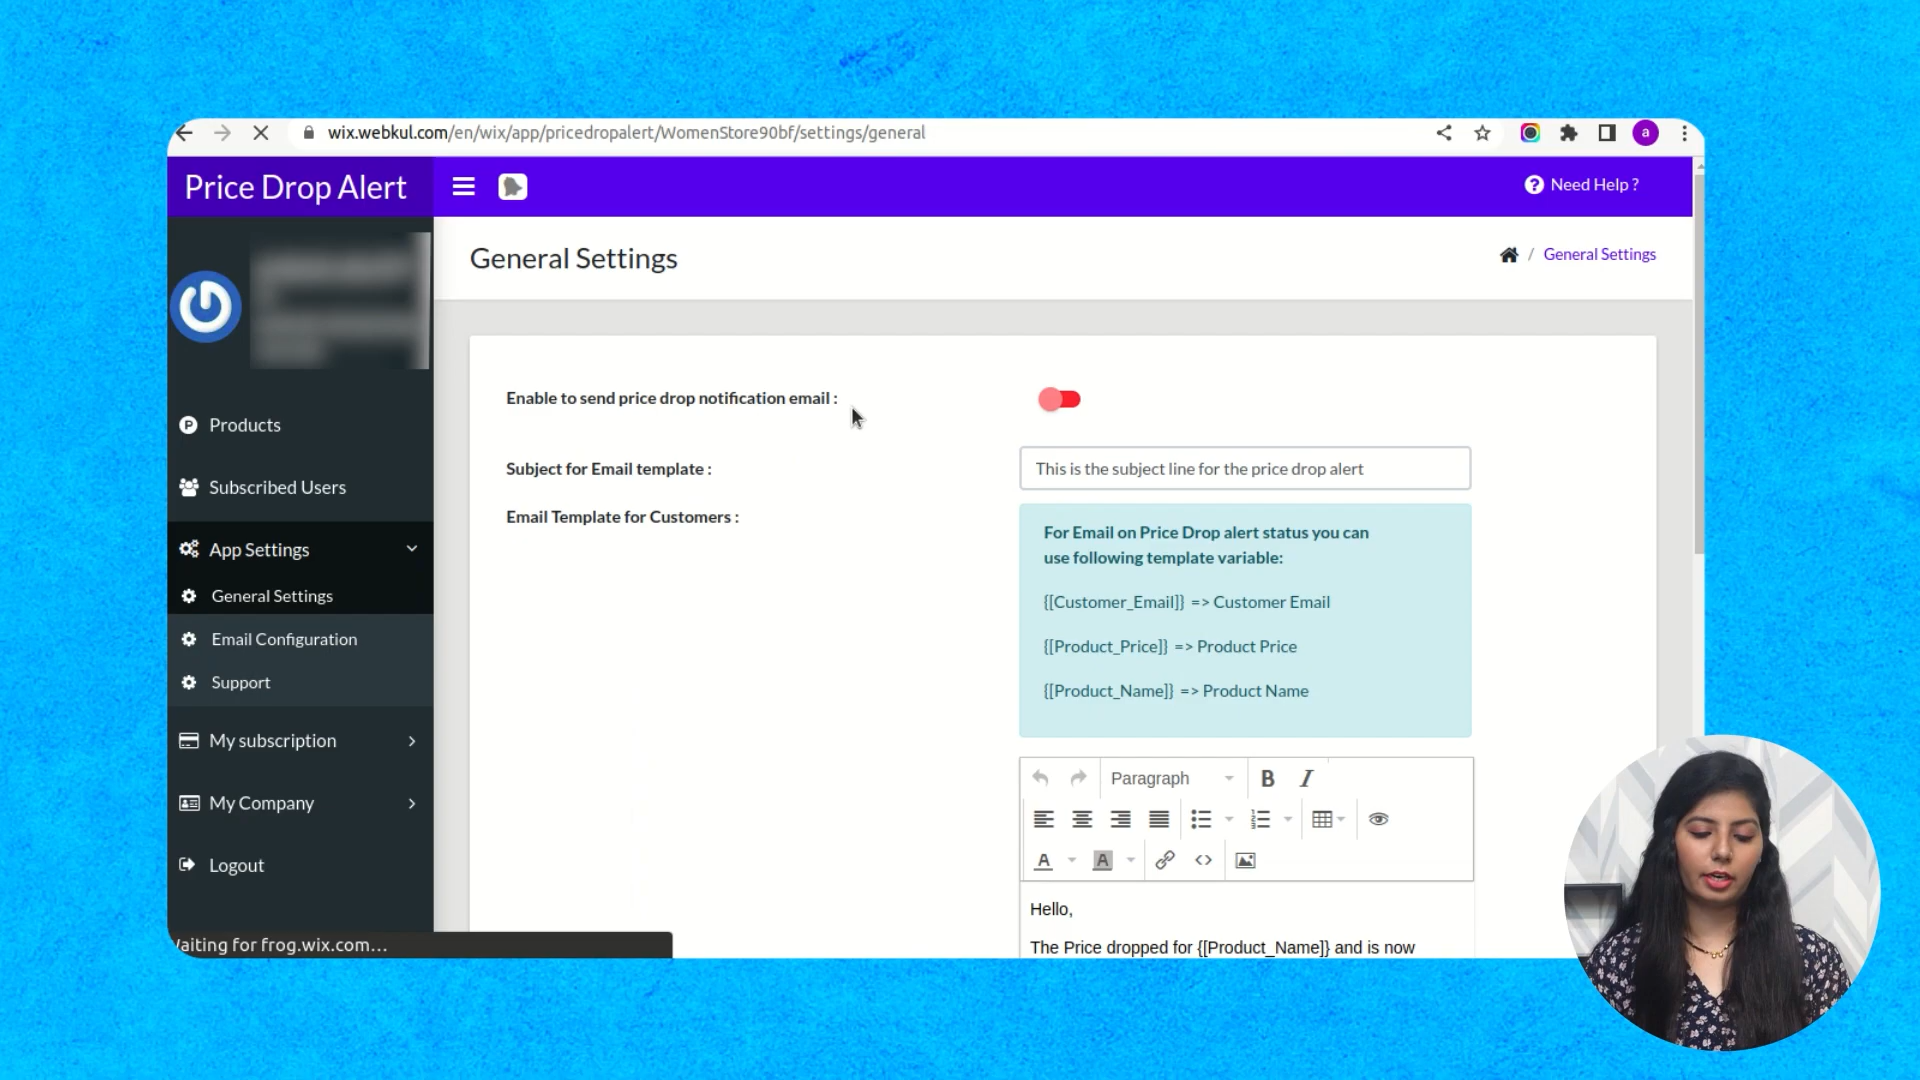 wix.webkul.com/en/wix/app/pricedropalert/WomenStore90bf/settings/general
a
Price Drop Alert
Need Help ?
General Settings
/ General Settings
Products
Subscribed Users
App Settings
General Settings
Email Configuration
Support
My subscription
My Company
Logout
Enable to send price drop notification email :
Subject for Email template :
This is the subject line for the price drop alert
Email Template for Customers :
For Email on Price Drop alert status you can
use following template variable:
{[Customer_Email]} => Customer Email
{[Product_Price]} => Product Price
{[Product_Name]} => Product Name
Paragraph
B I
A A
Hello,
The Price dropped for {[Product_Name]} and is now
aiting for frog.wix.com...